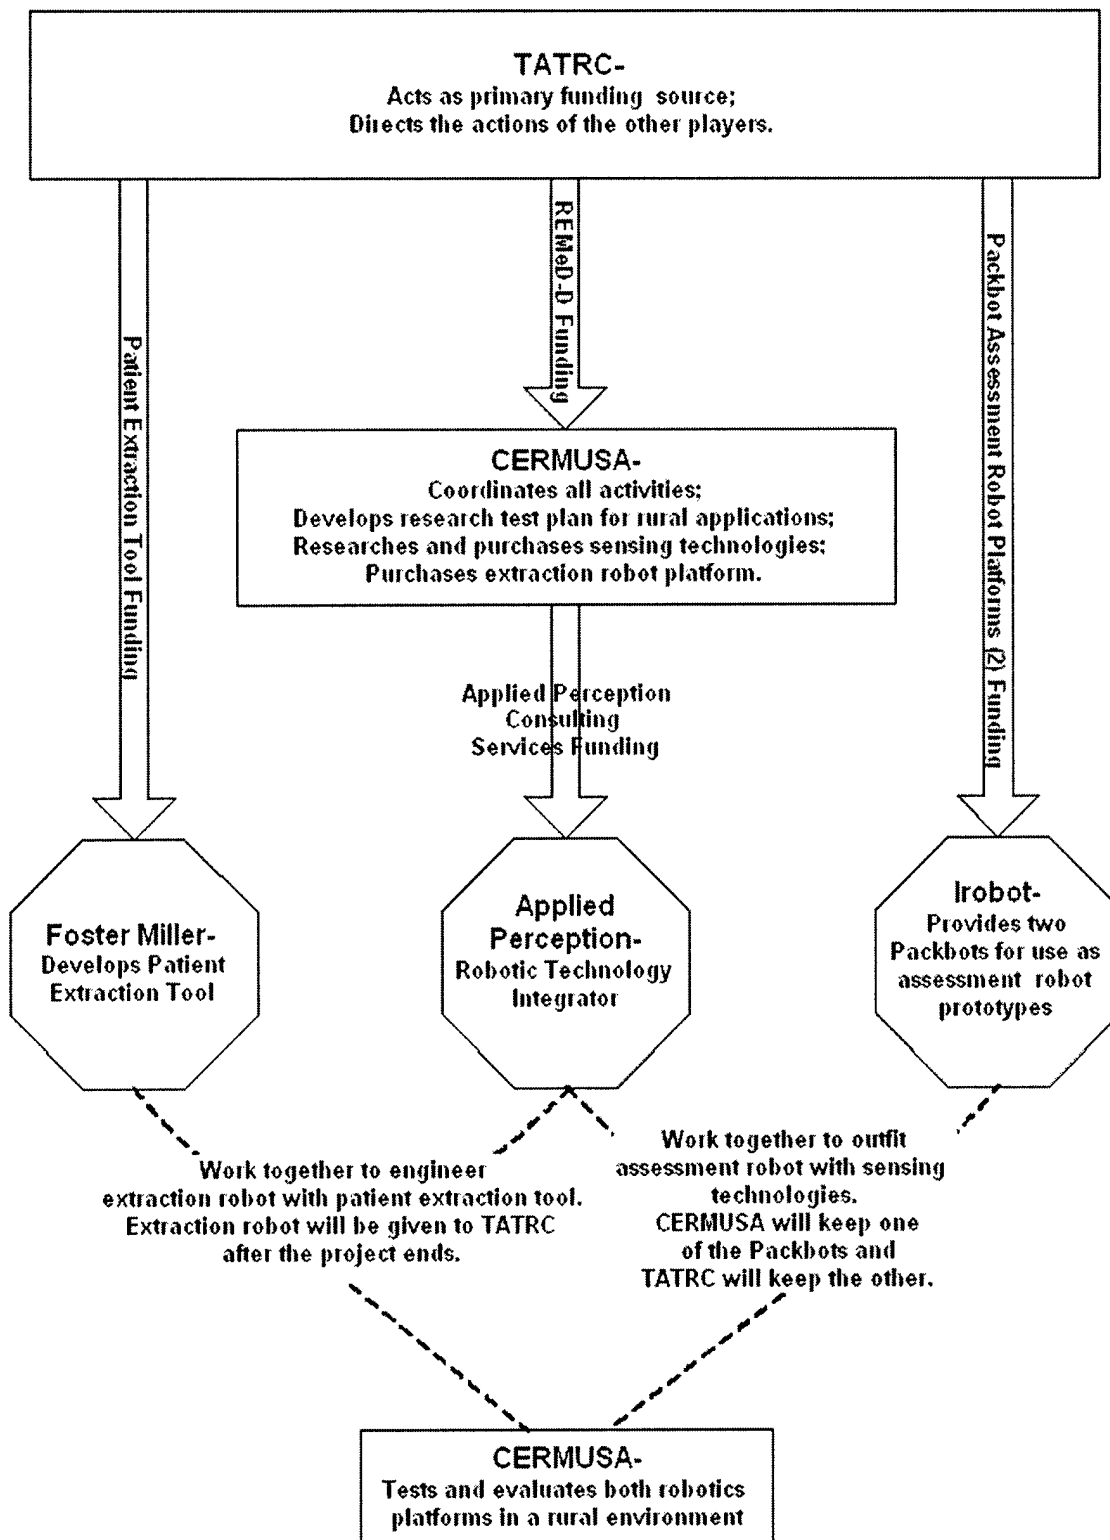 TATRC-
Acts as primary funding source;
Directs the actions of the other players.
Patient Extraction Tool Funding
REMeD-D Funding
Packbot Assessment Robot Platforms (2) Funding
CERMUSA-
Coordinates all activities;
Develops research test plan for rural applications;
Researches and purchases sensing technologies;
Purchases extraction robot platform.
Applied Perception
Consulting
Services Funding
Foster Miller-
Develops Patient
Extraction Tool
Applied
Perception-
Robotic Technology
Integrator
Irobot-
Provides two
Packbots for use as
assessment robot
prototypes
Work together to engineer
extraction robot with patient extraction tool.
Extraction robot will be given to TATRC
after the project ends.
Work together to outfit
assessment robot with sensing
technologies.
CERMUSA will keep one
of the Packbots and
TATRC will keep the other.
CERMUSA-
Tests and evaluates both robotics
platforms in a rural environment